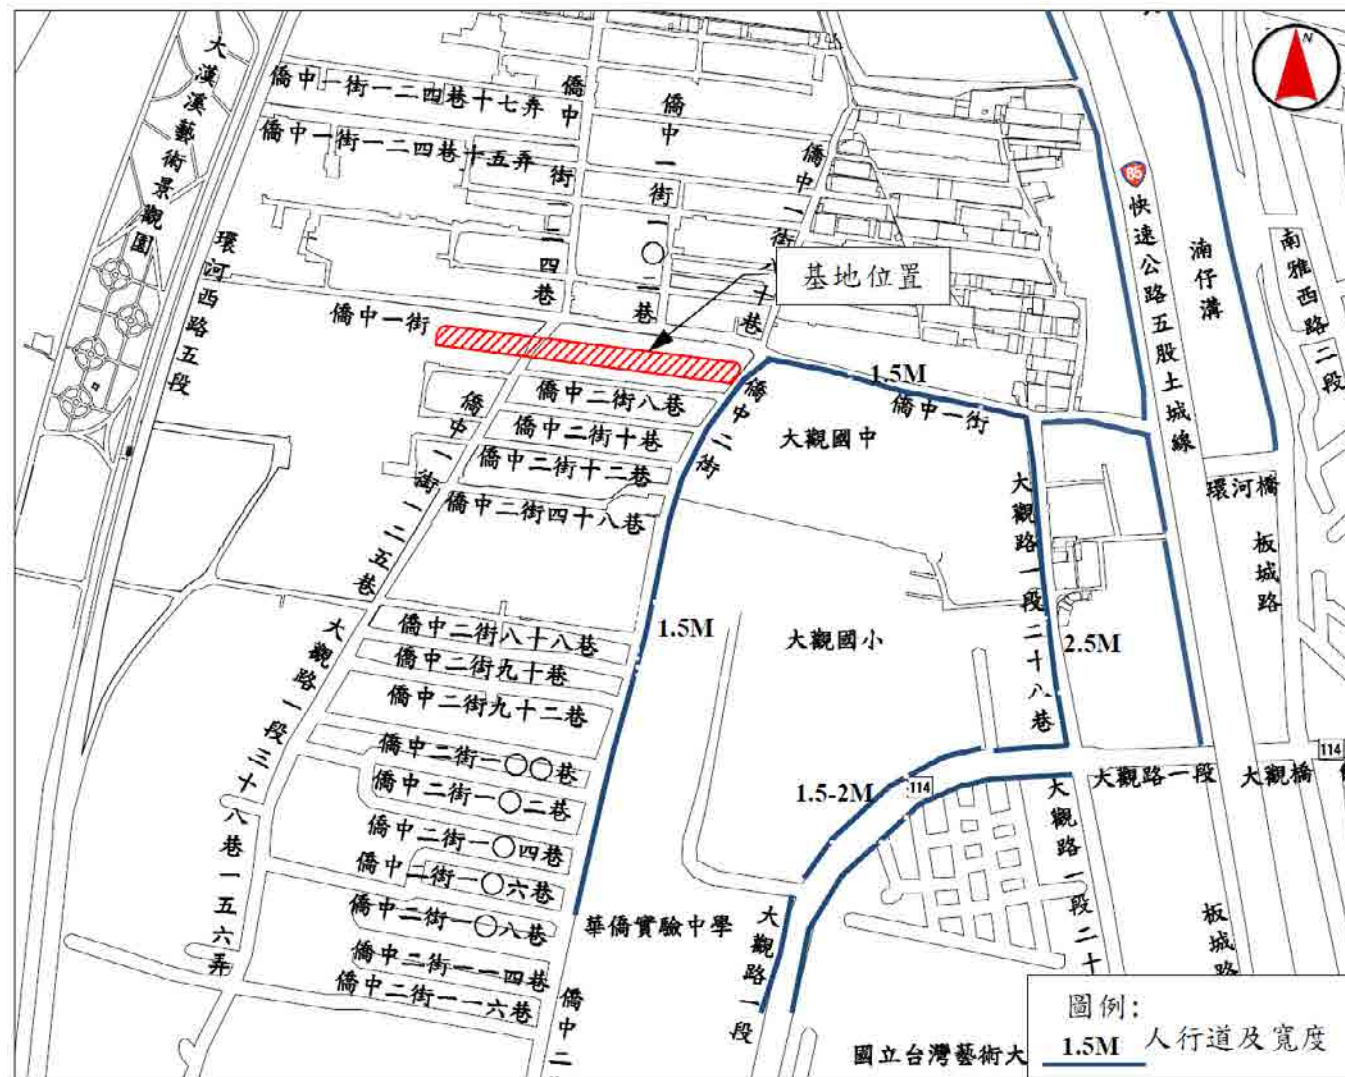 N
大漢溪藝術景觀園
僑中一街一二四巷十七弄
僑中一街一二四巷十五弄
僑中一街一二四巷
僑中一街一〇二巷
僑中一街八十巷
65
快速公路五股土城線
湳仔溝
南雅西路二段
環河西路五段
基地位置
僑中一街
1.5M
僑中一街
僑中二街八巷
僑中二街十巷
僑中二街十二巷
僑中二街四十八巷
僑中二街
大觀國中
僑中一街一二五巷
大觀路一段二十八巷
環河橋
板城路
1.5M
大觀國小
2.5M
僑中二街八十八巷
僑中二街九十巷
僑中二街九十二巷
僑中二街一〇〇巷
僑中二街一〇二巷
僑中二街一〇四巷
僑中二街一〇六巷
僑中二街一〇八巷
僑中二街一一四巷
僑中二街一一六巷
大觀路一段三十八巷一五六弄
1.5-2M
114
大觀路一段
大觀橋
114
華僑實驗中學
大觀路一段
大觀路一段二十
板城路
僑中二
國立台灣藝術大
圖例：
1.5M 人行道及寬度